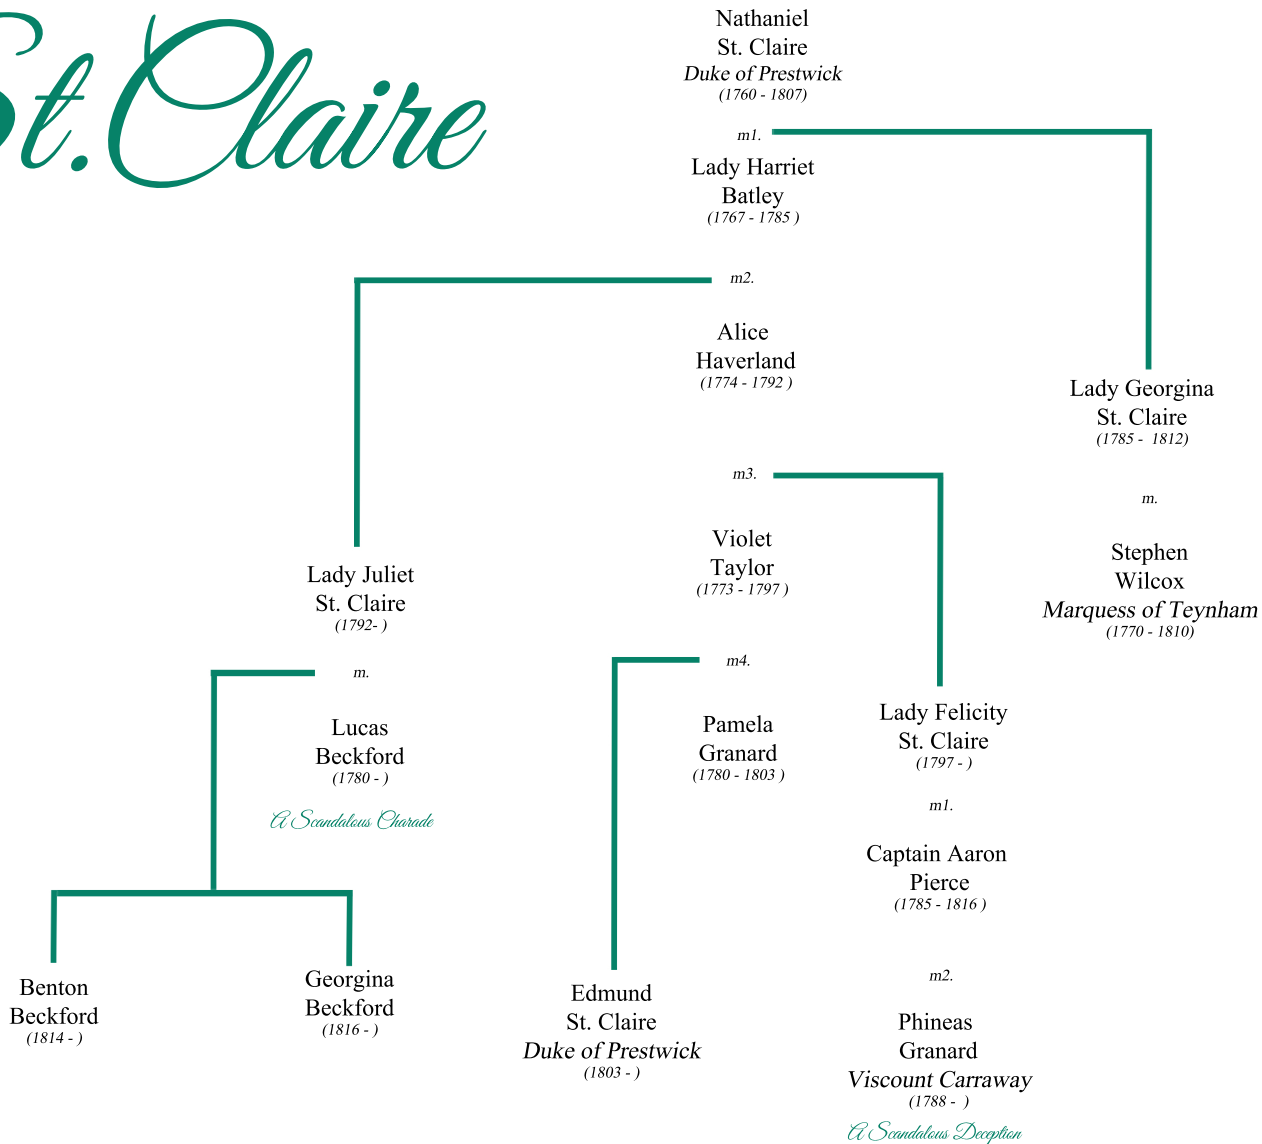 St. Claire
Nathaniel
St. Claire
Duke of Prestwick
(1760 - 1807)
m1.
Lady Harriet
Batley
(1767 - 1785 )
m2.
Alice
Haverland
(1774 - 1792 )
Lady Georgina
St. Claire
(1785 - 1812)
m.
Stephen
Wilcox
Marquess of Teynham
(1770 - 1810)
m3.
Violet
Taylor
(1773 - 1797 )
Lady Juliet
St. Claire
(1792- )
m.
Lucas
Beckford
(1780 - )
A Scandalous Charade
m4.
Pamela
Granard
(1780 - 1803 )
Lady Felicity
St. Claire
(1797 - )
m1.
Captain Aaron
Pierce
(1785 - 1816 )
m2.
Phineas
Granard
Viscount Carraway
(1788 - )
A Scandalous Deception
Benton
Beckford
(1814 - )
Georgina
Beckford
(1816 - )
Edmund
St. Claire
Duke of Prestwick
(1803 - )